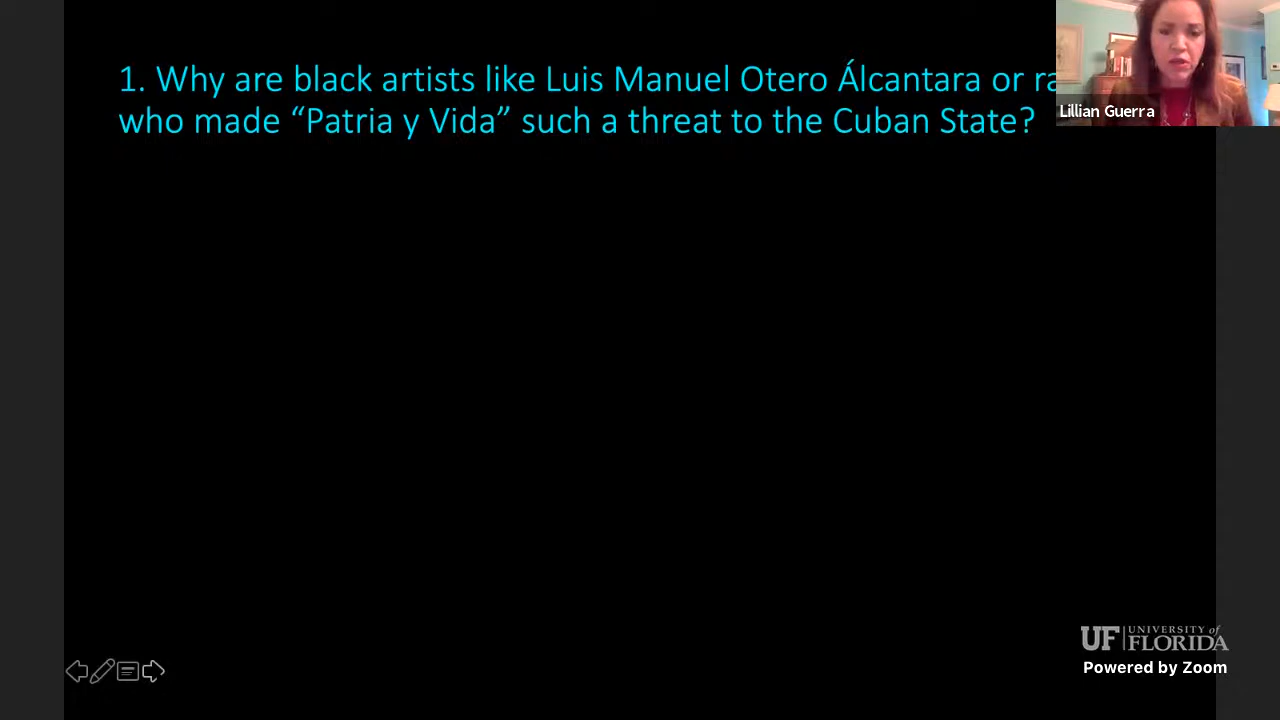 1. Why are black artists like Luis Manuel Otero Álcantara or
who made “Patria y Vida” such a threat to the Cuban State?
Lillian Guerra
UF UNIVERSITY of FLORIDA
Powered by Zoom